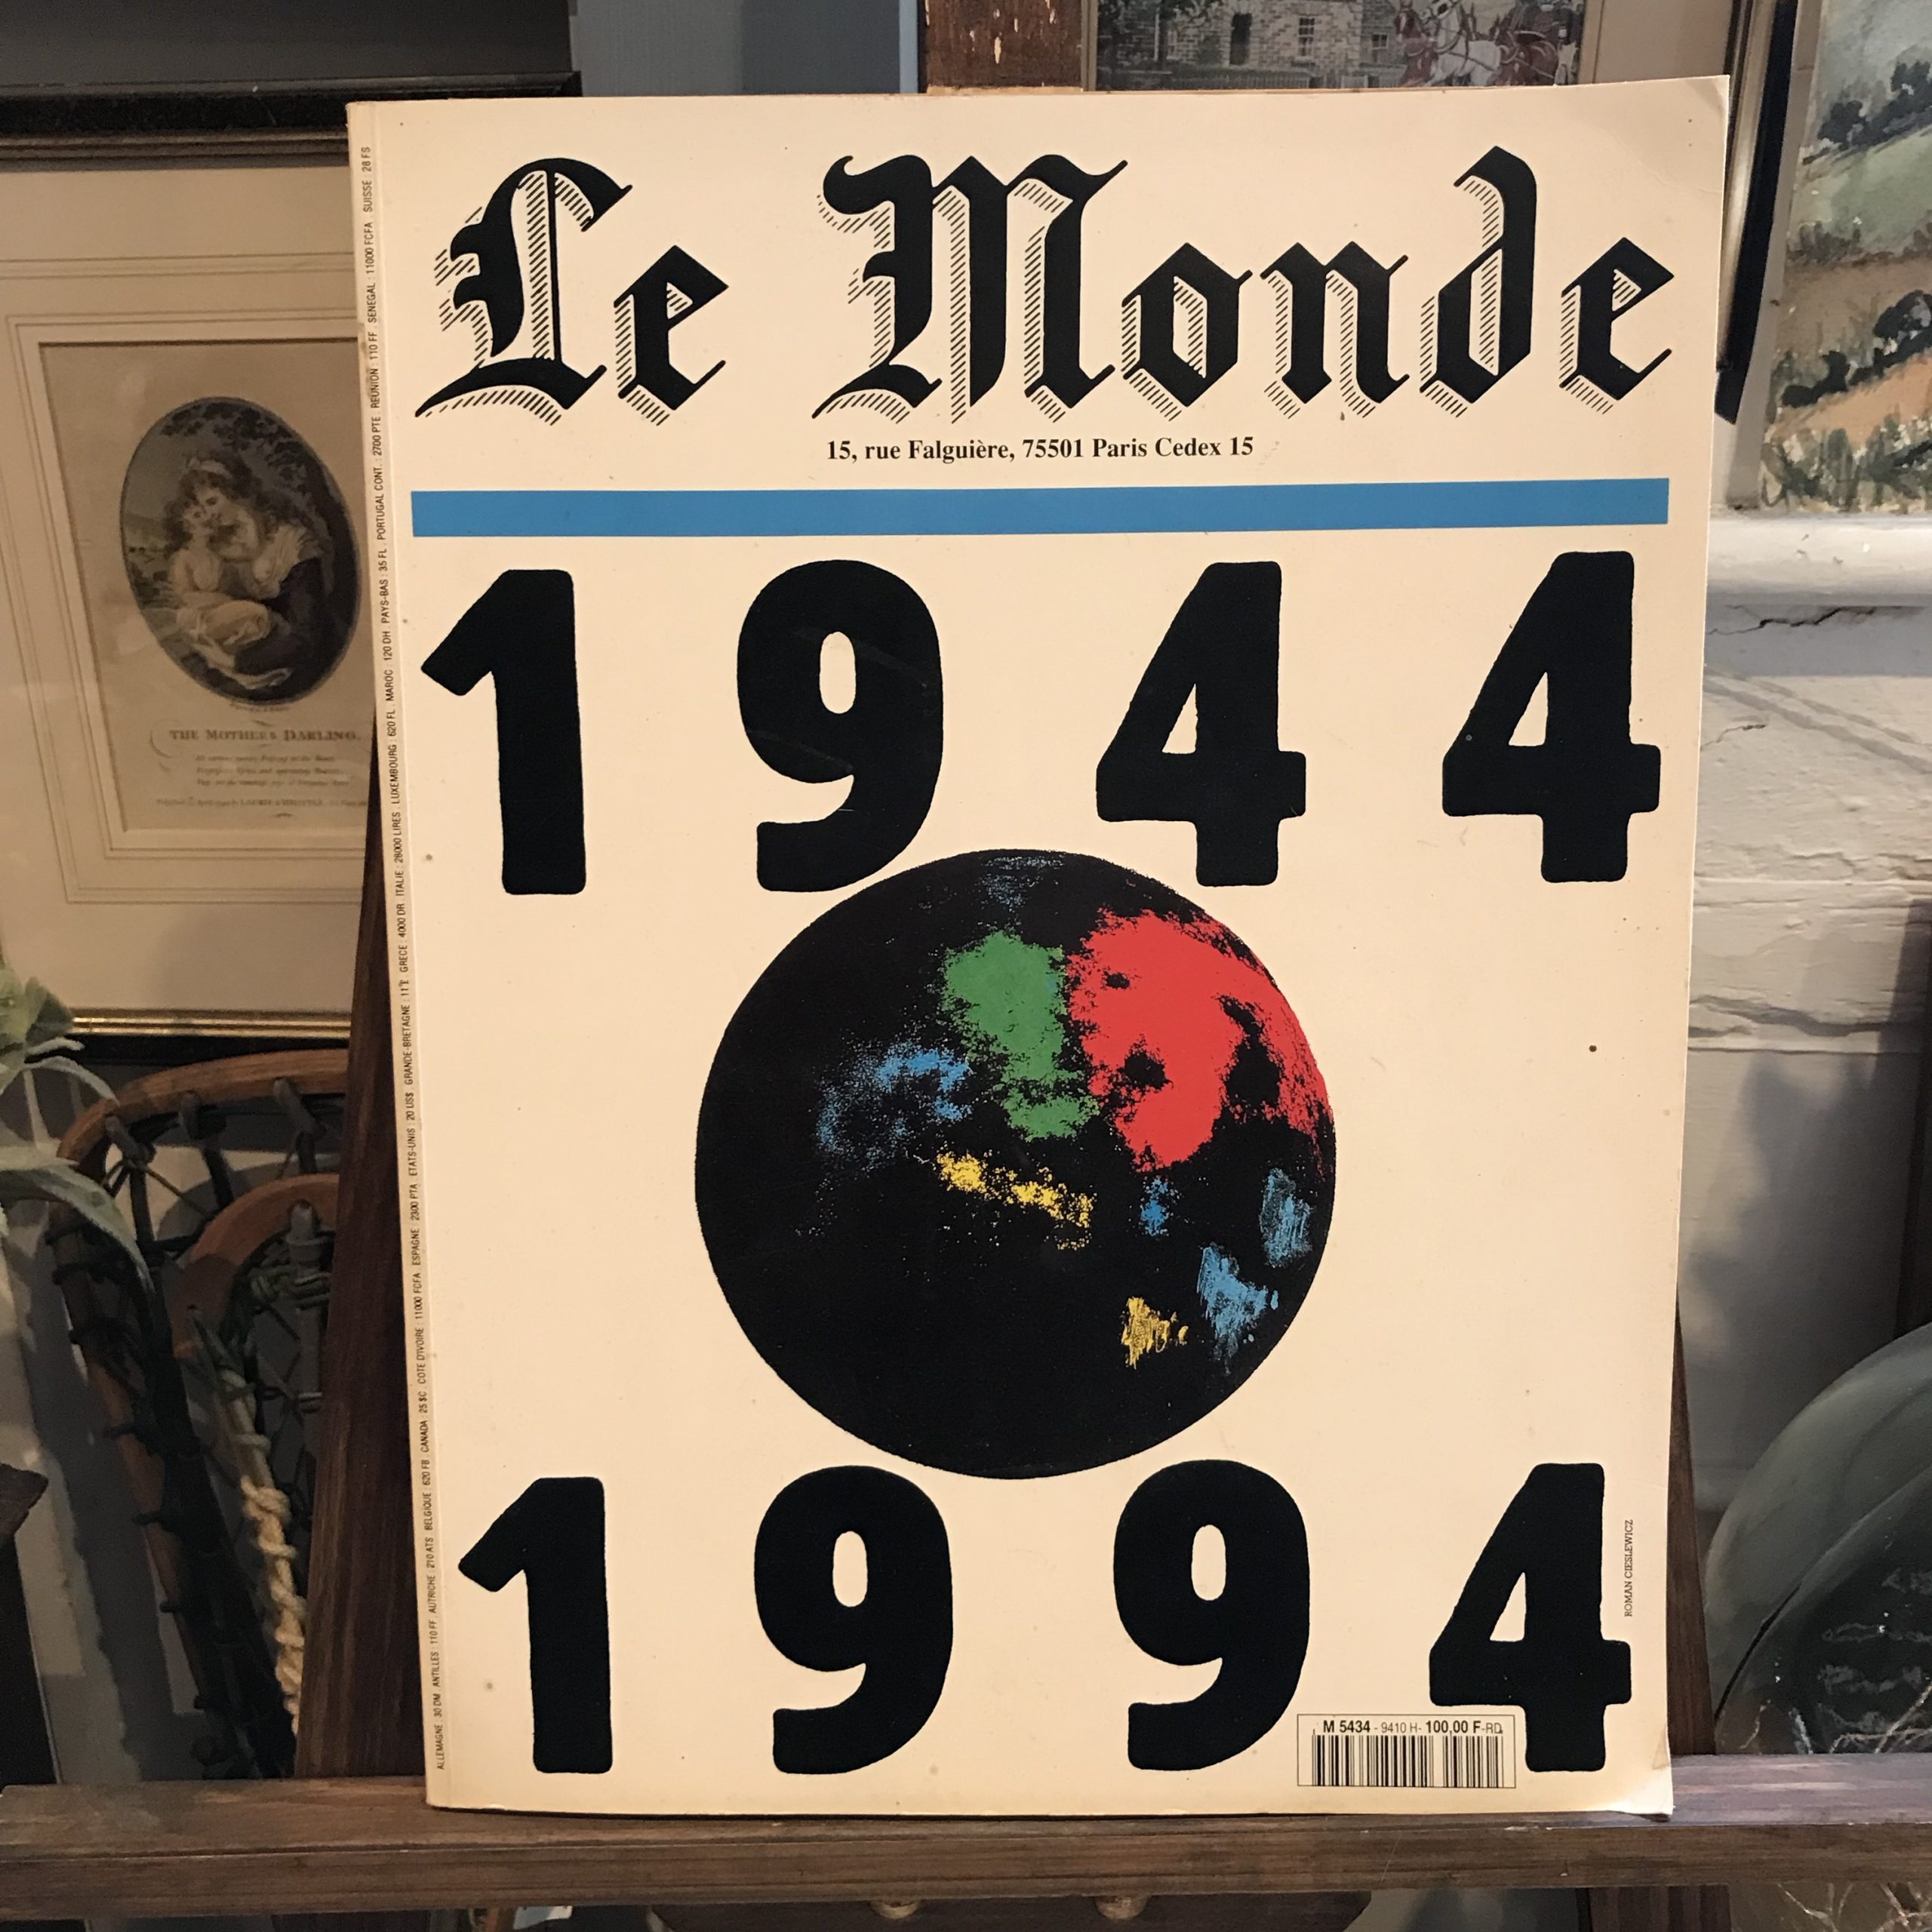 Le Monde
15, rue Falguière, 75501 Paris Cedex 15
1944
1994
M 5434 - 9410 H- 100,00 F-RD
ROMAN CIESLEWICZ
ALLEMAGNE : 30 DM . ANTILLES : 110 FF . AUTRICHE : 210 ATS . BELGIQUE : 620 FB . CANADA : 25 $C . COTE D'IVOIRE : 11000 FCFA . ESPAGNE : 2300 PTA . ETATS-UNIS : 20 US$ . GRANDE-BRETAGNE : 11 £ . GRECE : 4000 DR . ITALIE : 28000 LIRES . LUXEMBOURG : 620 FL . MAROC : 120 DH . PAYS-BAS : 35 FL . PORTUGAL CONT. : 2700 PTE . REUNION : 110 FF . SENEGAL : 11000 FCFA . SUISSE : 28 FS
THE MOTHERS DARLING.